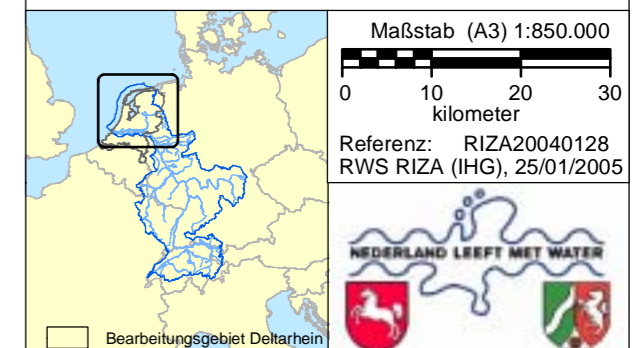 Maßstab (A3) 1:850.000
0 10 20 30
kilometer
Referenz: RIZA20040128
RWS RIZA (IHG), 25/01/2005
NEDERLAND LEEFT MET WATER
Bearbeitungsgebiet Deltarhein